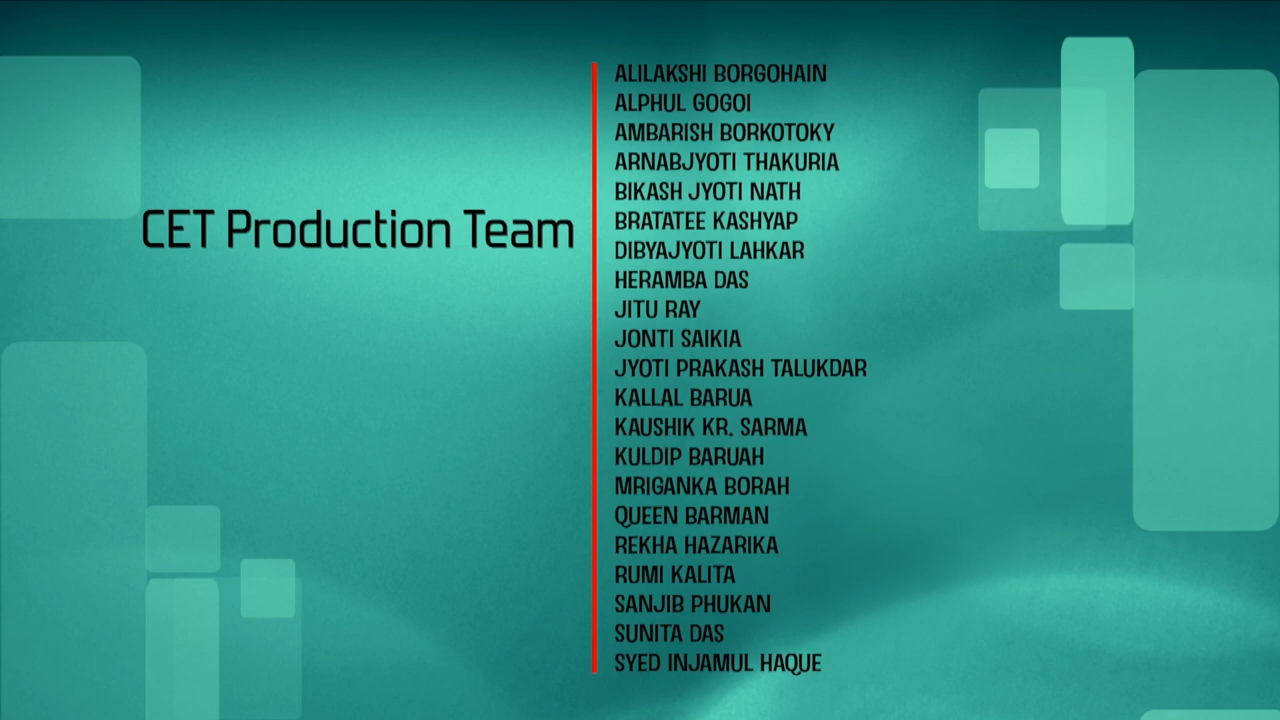 CET Production Team
ALILAKSHI BORGOHAIN
ALPHUL GOGOI
AMBARISH BORKOTOKY
ARNABJYOTI THAKURIA
BIKASH JYOTI NATH
BRATATEE KASHYAP
DIBYAJYOTI LAHKAR
HERAMBA DAS
JITU RAY
JONTI SAIKIA
JYOTI PRAKASH TALUKDAR
KALLAL BARUA
KAUSHIK KR. SARMA
KULDIP BARUAH
MRIGANKA BORAH
QUEEN BARMAN
REKHA HAZARIKA
RUMI KALITA
SANJIB PHUKAN
SUNITA DAS
SYED INJAMUL HAQUE